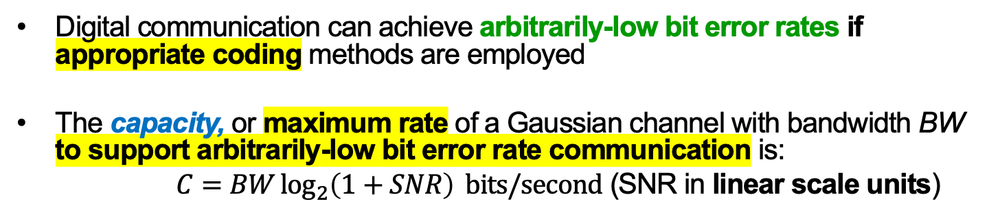 • Digital communication can achieve arbitrarily-low bit error rates if
appropriate coding methods are employed
• The capacity, or maximum rate of a Gaussian channel with bandwidth BW
to support arbitrarily-low bit error rate communication is:
C = BW log₂(1 + SNR) bits/second (SNR in linear scale units)